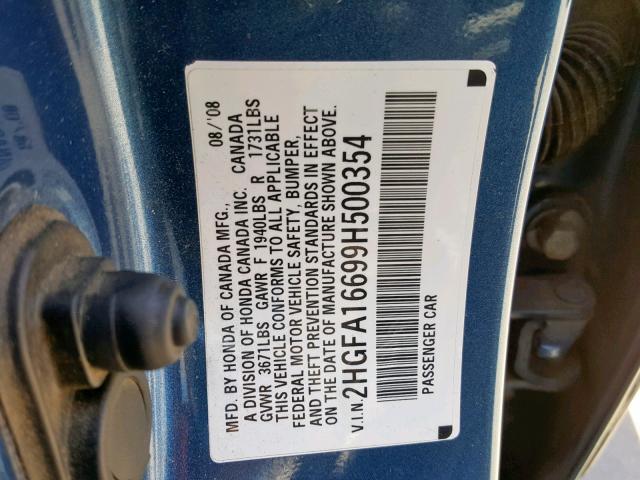 MFD. BY HONDA OF CANADA MFG., 08/'08
A DIVISION OF HONDA CANADA INC. CANADA
GVWR 3671LBS GAWR F 1940LBS R 1731LBS
THIS VEHICLE CONFORMS TO ALL APPLICABLE
FEDERAL MOTOR VEHICLE SAFETY, BUMPER,
AND THEFT PREVENTION STANDARDS IN EFFECT
ON THE DATE OF MANUFACTURE SHOWN ABOVE.
V.I.N. 2HGFA16699H500354
PASSENGER CAR